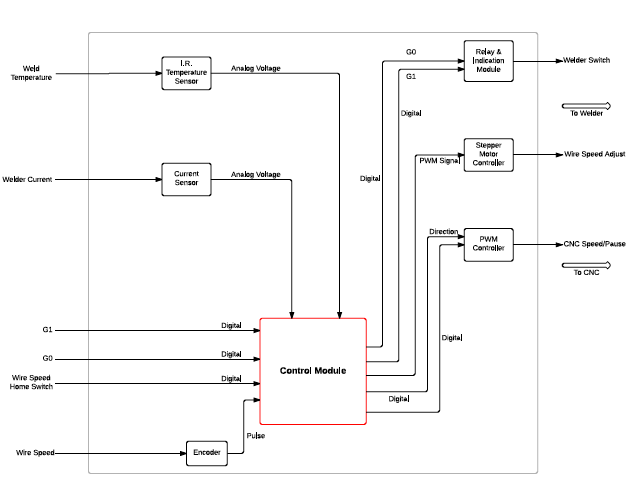 G0
Relay &
Indication
Module
Welder Switch
I.R.
Temperature
Sensor
Weld
Temperature
Analog Voltage
G1
Digital
To Welder
Stepper
Motor
Controller
PWM Signal
Wire Speed Adjust
Welder Current
Current
Sensor
Analog Voltage
Digital
Direction
PWM
Controller
CNC Speed/Pause
To CNC
G1
Digital
Digital
G0
Digital
Control Module
Wire Speed
Home Switch
Digital
Digital
Pulse
Wire Speed
Encoder